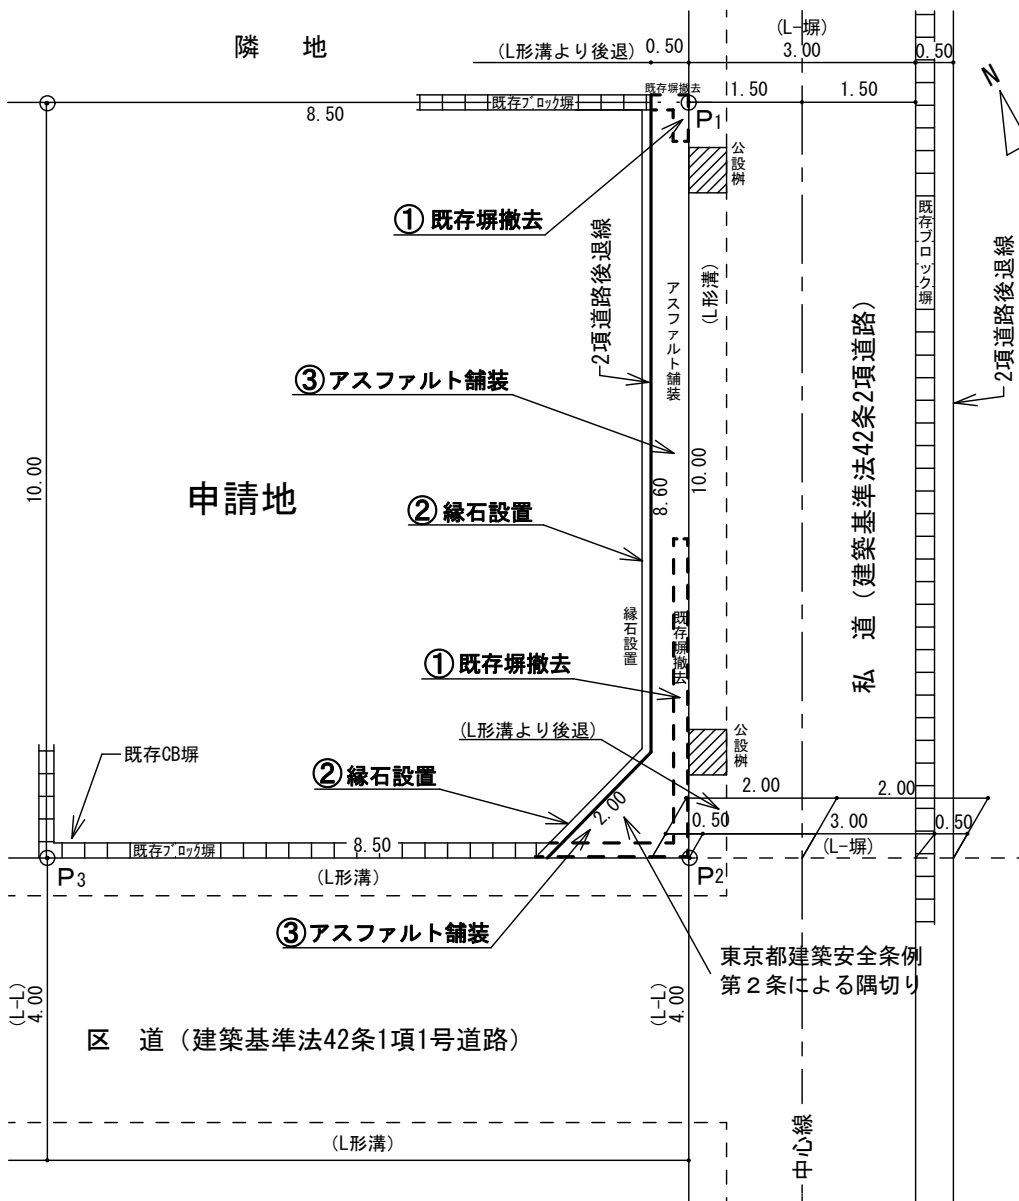 隣　地
(L形溝より後退)
0.50
(L-塀)
3.00
0.50
N
既存塀撤去
1.50
1.50
既存ブロック塀
8.50
P1
公設桝
①既存塀撤去
2項道路後退線
アスファルト舗装
(L形溝)
既存ブロック塀
2項道路後退線
私　道（建築基準法42条2項道路）
③アスファルト舗装
10.00
申請地
8.60
10.00
②縁石設置
縁石設置
既存塀撤去
①既存塀撤去
(L形溝より後退)
公設桝
既存CB塀
②縁石設置
2.00
2.00
2.00
0.50
3.00
0.50
(L-塀)
既存ブロック塀
8.50
P3
(L形溝)
P2
③アスファルト舗装
東京都建築安全条例
第２条による隅切り
(L-L)
4.00
(L-L)
4.00
区　道（建築基準法42条1項1号道路）
(L形溝)
中心線